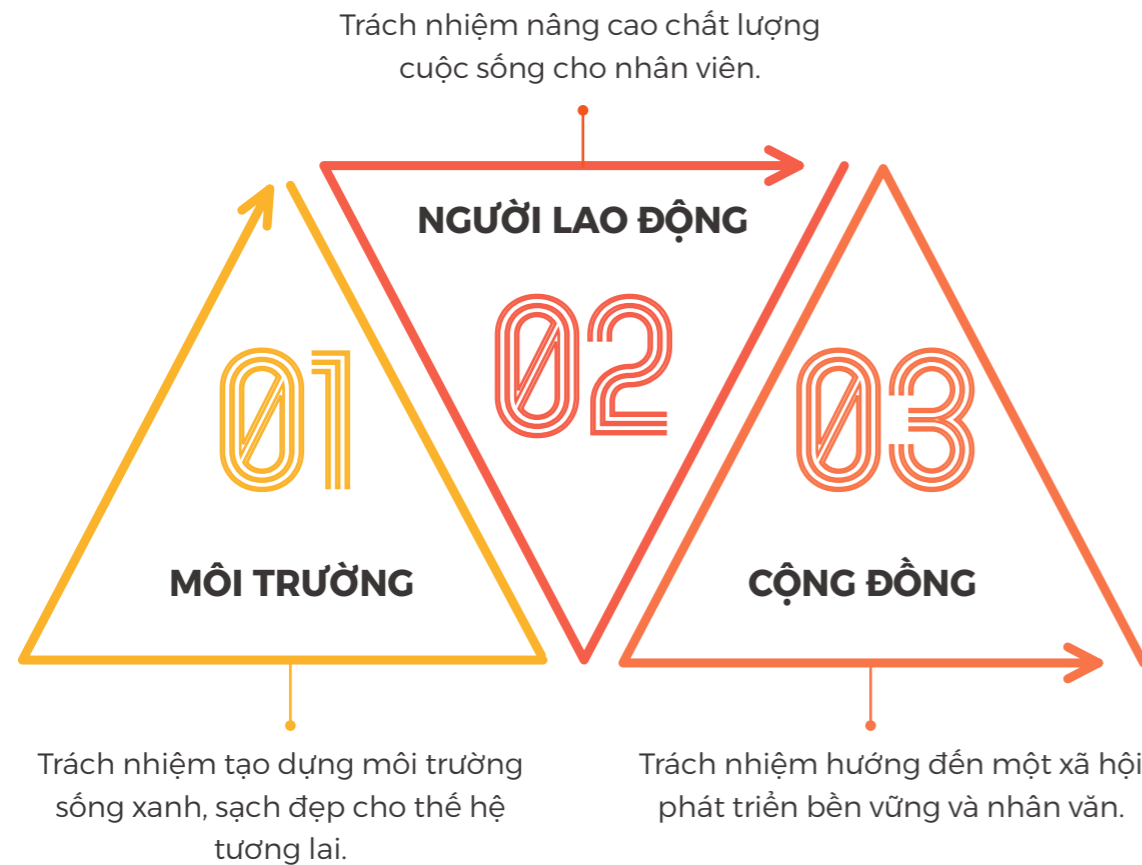 Trách nhiệm nâng cao chất lượng
cuộc sống cho nhân viên.
NGƯỜI LAO ĐỘNG
02
01
MÔI TRƯỜNG
03
CỘNG ĐỒNG
Trách nhiệm tạo dựng môi trường
sống xanh, sạch đẹp cho thế hệ
tương lai.
Trách nhiệm hướng đến một xã hội
phát triển bền vững và nhân văn.